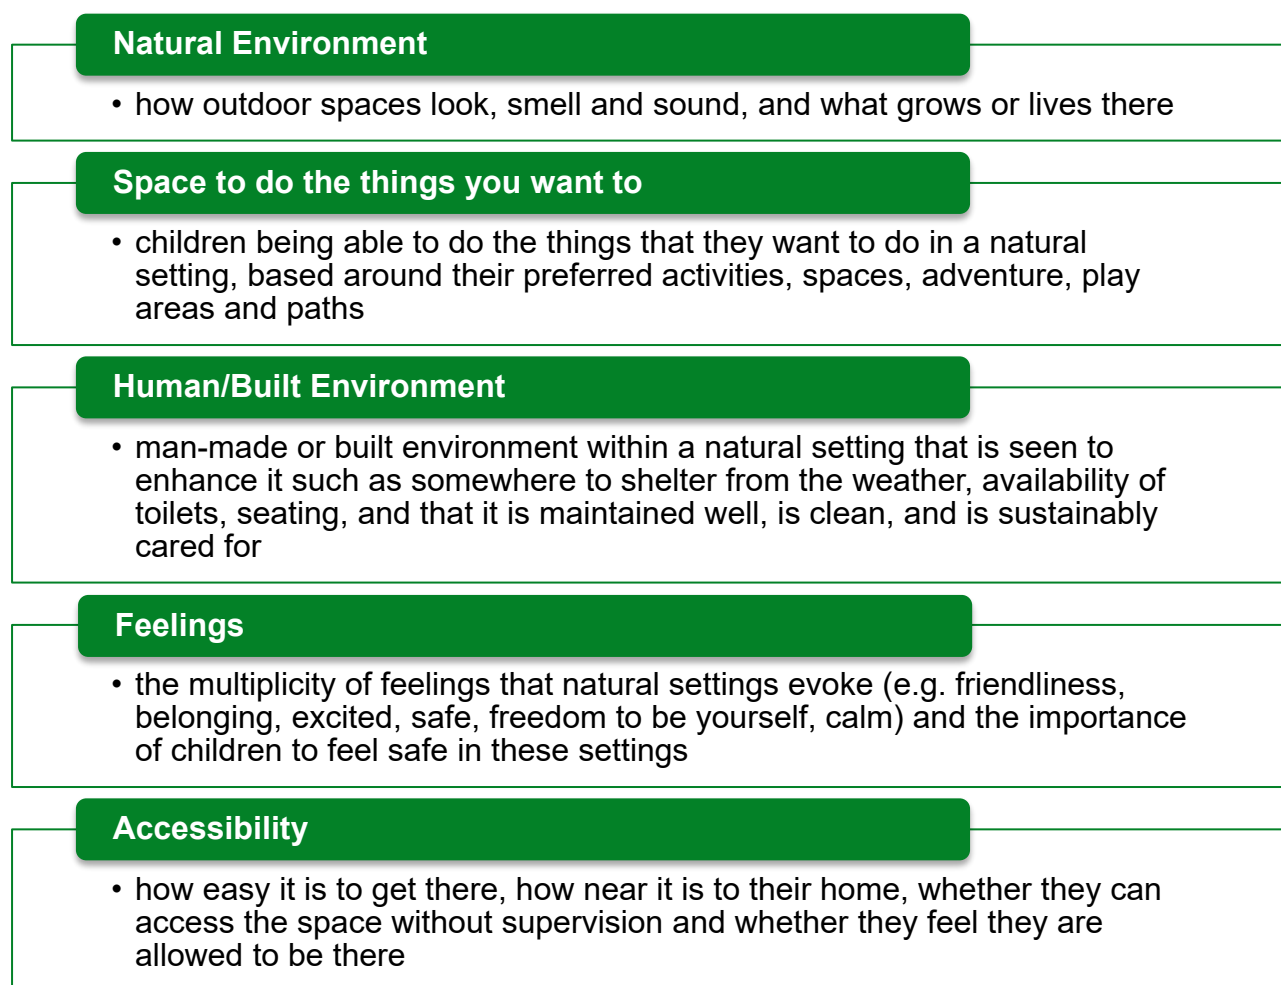 Natural Environment
• how outdoor spaces look, smell and sound, and what grows or lives there
Space to do the things you want to
• children being able to do the things that they want to do in a natural
setting, based around their preferred activities, spaces, adventure, play
areas and paths
Human/Built Environment
• man-made or built environment within a natural setting that is seen to
enhance it such as somewhere to shelter from the weather, availability of
toilets, seating, and that it is maintained well, is clean, and is sustainably
cared for
Feelings
• the multiplicity of feelings that natural settings evoke (e.g. friendliness,
belonging, excited, safe, freedom to be yourself, calm) and the importance
of children to feel safe in these settings
Accessibility
• how easy it is to get there, how near it is to their home, whether they can
access the space without supervision and whether they feel they are
allowed to be there